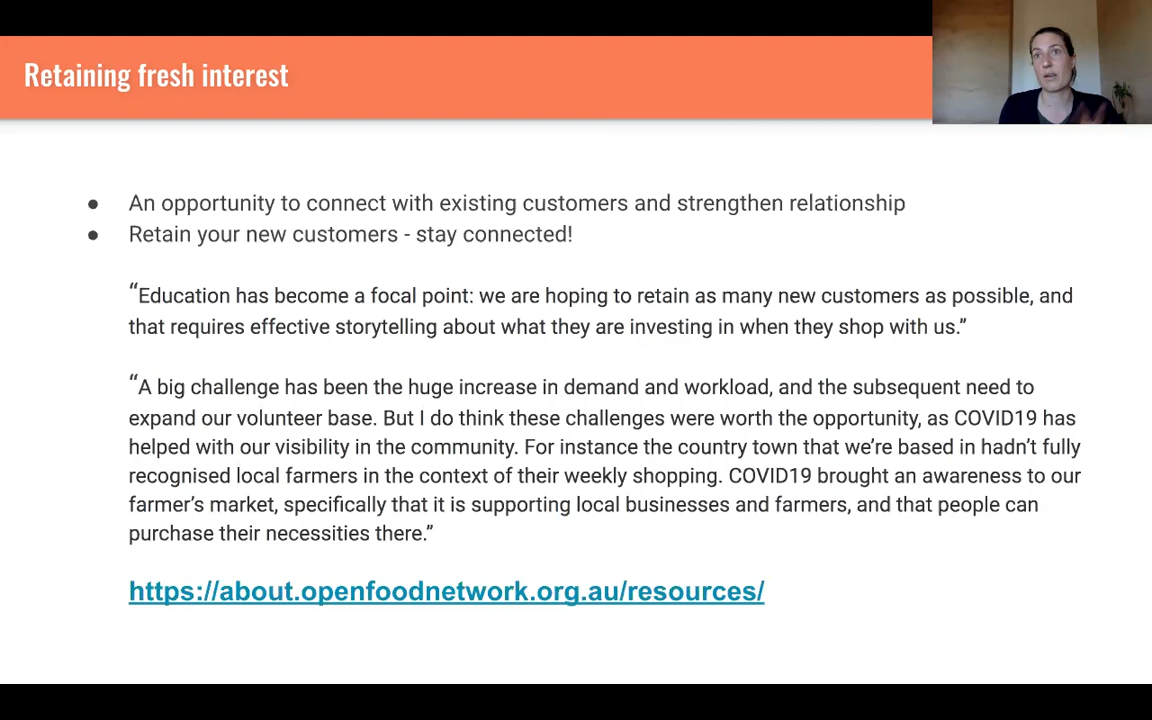 Retaining fresh interest
● An opportunity to connect with existing customers and strengthen relationship
● Retain your new customers - stay connected!
“Education has become a focal point: we are hoping to retain as many new customers as possible, and
that requires effective storytelling about what they are investing in when they shop with us.”
“A big challenge has been the huge increase in demand and workload, and the subsequent need to
expand our volunteer base. But I do think these challenges were worth the opportunity, as COVID19 has
helped with our visibility in the community. For instance the country town that we’re based in hadn’t fully
recognised local farmers in the context of their weekly shopping. COVID19 brought an awareness to our
farmer’s market, specifically that it is supporting local businesses and farmers, and that people can
purchase their necessities there.”
https://about.openfoodnetwork.org.au/resources/